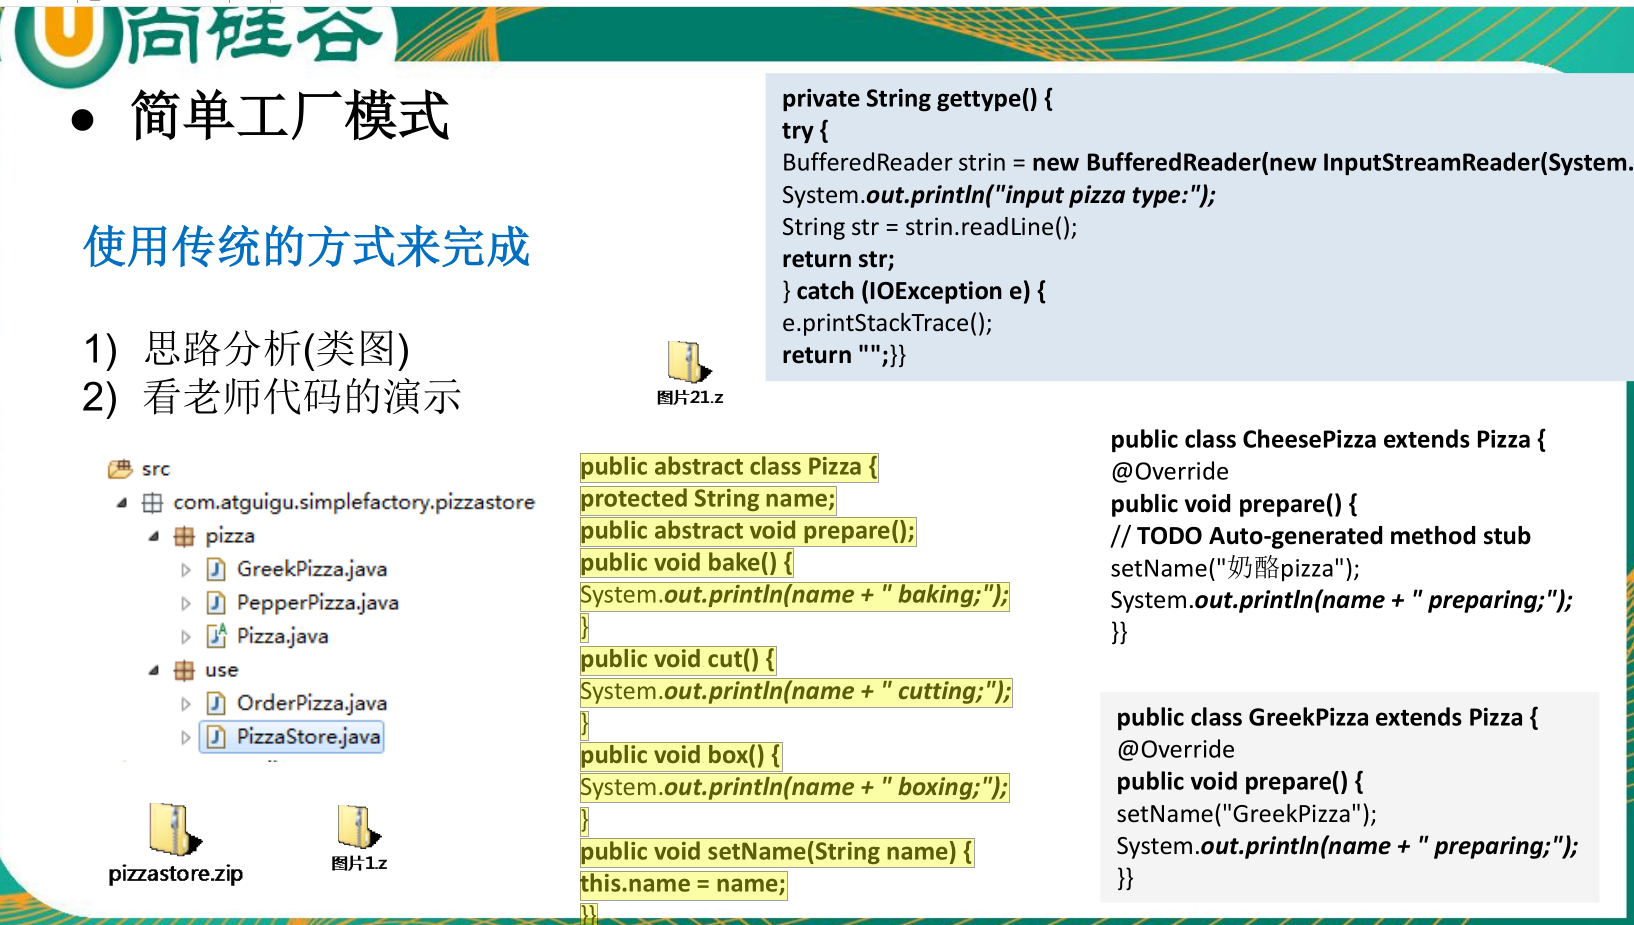 尚硅谷
● 简单工厂模式
使用传统的方式来完成
1) 思路分析(类图)
2) 看老师代码的演示
src
com.atguigu.simplefactory.pizzastore
pizza
GreekPizza.java
PepperPizza.java
Pizza.java
use
OrderPizza.java
PizzaStore.java
pizzastore.zip
图片1.z
图片21.z
private String gettype() {
try {
BufferedReader strin = new BufferedReader(new InputStreamReader(System.
System.out.println("input pizza type:");
String str = strin.readLine();
return str;
} catch (IOException e) {
e.printStackTrace();
return "";}}
public abstract class Pizza {
protected String name;
public abstract void prepare();
public void bake() {
System.out.println(name + " baking;");
}
public void cut() {
System.out.println(name + " cutting;");
}
public void box() {
System.out.println(name + " boxing;");
}
public void setName(String name) {
this.name = name;
}}
public class CheesePizza extends Pizza {
@Override
public void prepare() {
// TODO Auto-generated method stub
setName("奶酪pizza");
System.out.println(name + " preparing;");
}}
public class GreekPizza extends Pizza {
@Override
public void prepare() {
setName("GreekPizza");
System.out.println(name + " preparing;");
}}